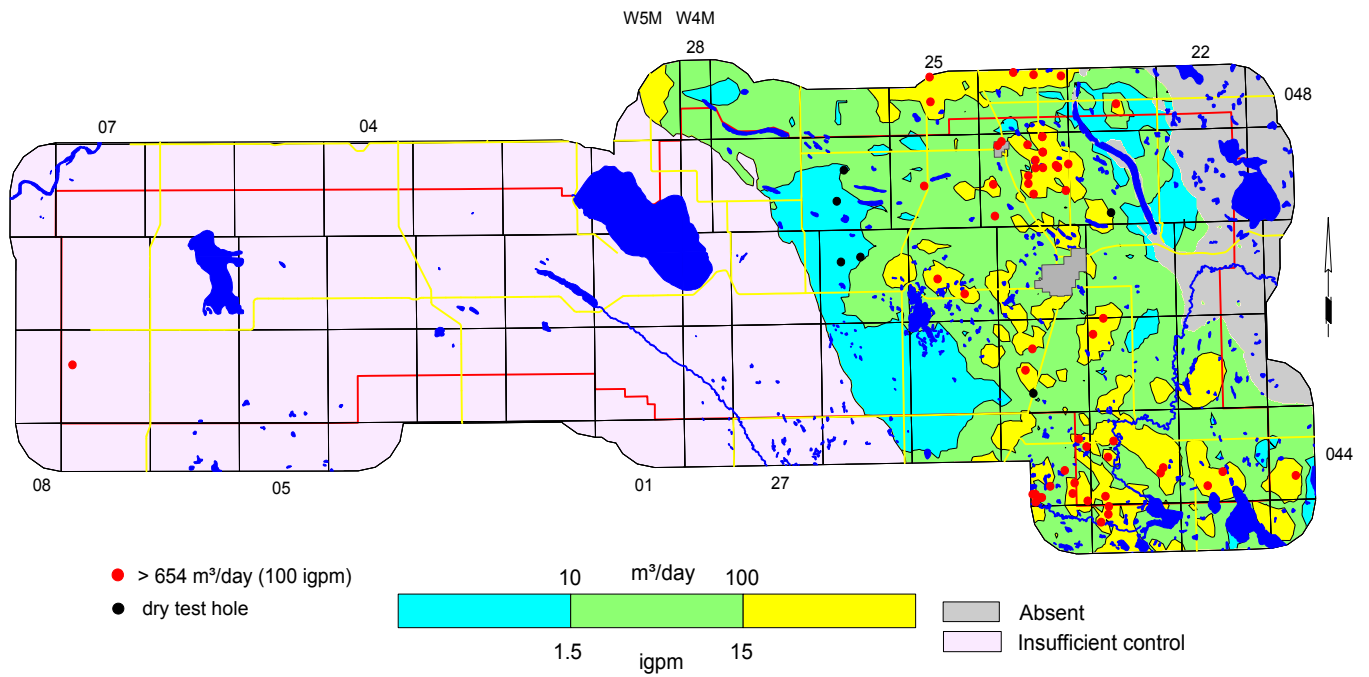 W5M W4M
28
25
22
048
07
04
044
08
05
01
27
> 654 m³/day (100 igpm)
dry test hole
10 m³/day 100
1.5 igpm 15
Absent
Insufficient control